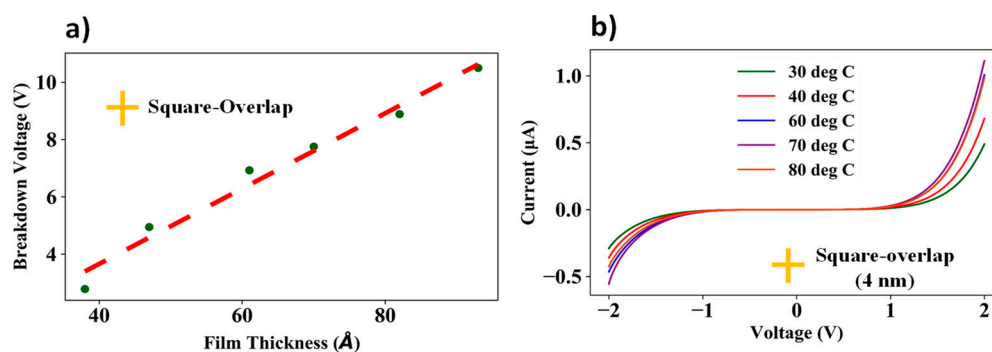 a)
Breakdown Voltage (V)
10
8
6
4
Square-Overlap
40
60
80
Film Thickness (Å)
b)
Current (μA)
1.0
0.5
0.0
−0.5
30 deg C
40 deg C
60 deg C
70 deg C
80 deg C
Square-overlap
(4 nm)
−2
−1
0
1
2
Voltage (V)